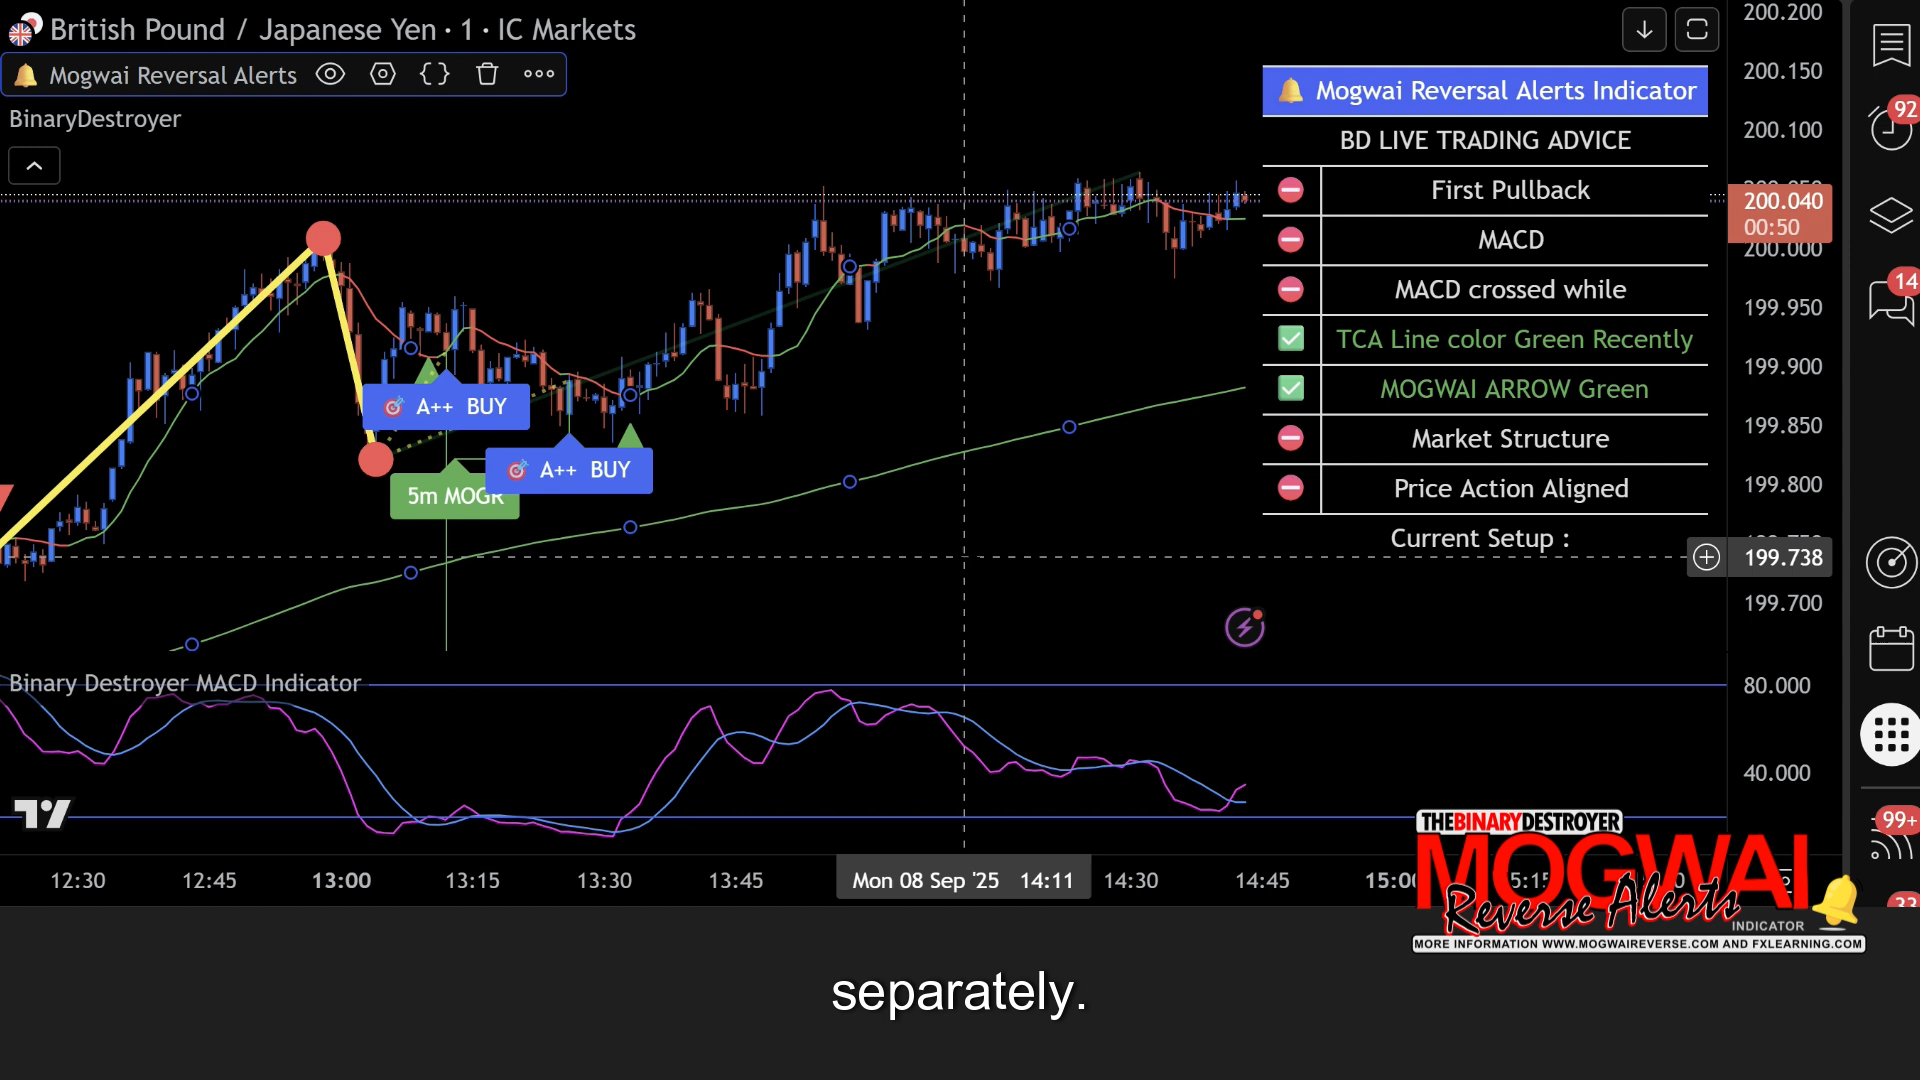 British Pound / Japanese Yen · 1 · IC Markets
Mogwai Reversal Alerts
BinaryDestroyer
Mogwai Reversal Alerts Indicator
BD LIVE TRADING ADVICE
First Pullback
MACD
MACD crossed while
TCA Line color Green Recently
MOGWAI ARROW Green
Market Structure
Price Action Aligned
Current Setup :
A++ BUY
A++ BUY
5m MOGR
200.200
200.150
200.100
200.040
00:50
200.000
199.950
199.900
199.850
199.800
199.738
199.700
92
14
99+
Binary Destroyer MACD Indicator
80.000
40.000
12:30
12:45
13:00
13:15
13:30
13:45
Mon 08 Sep '25 14:11
14:30
14:45
THEBINARYDESTROYER
MOGWAI
Reverse Alerts
INDICATOR
MORE INFORMATION WWW.MOGWAIREVERSE.COM AND FXLEARNING.COM
separately.